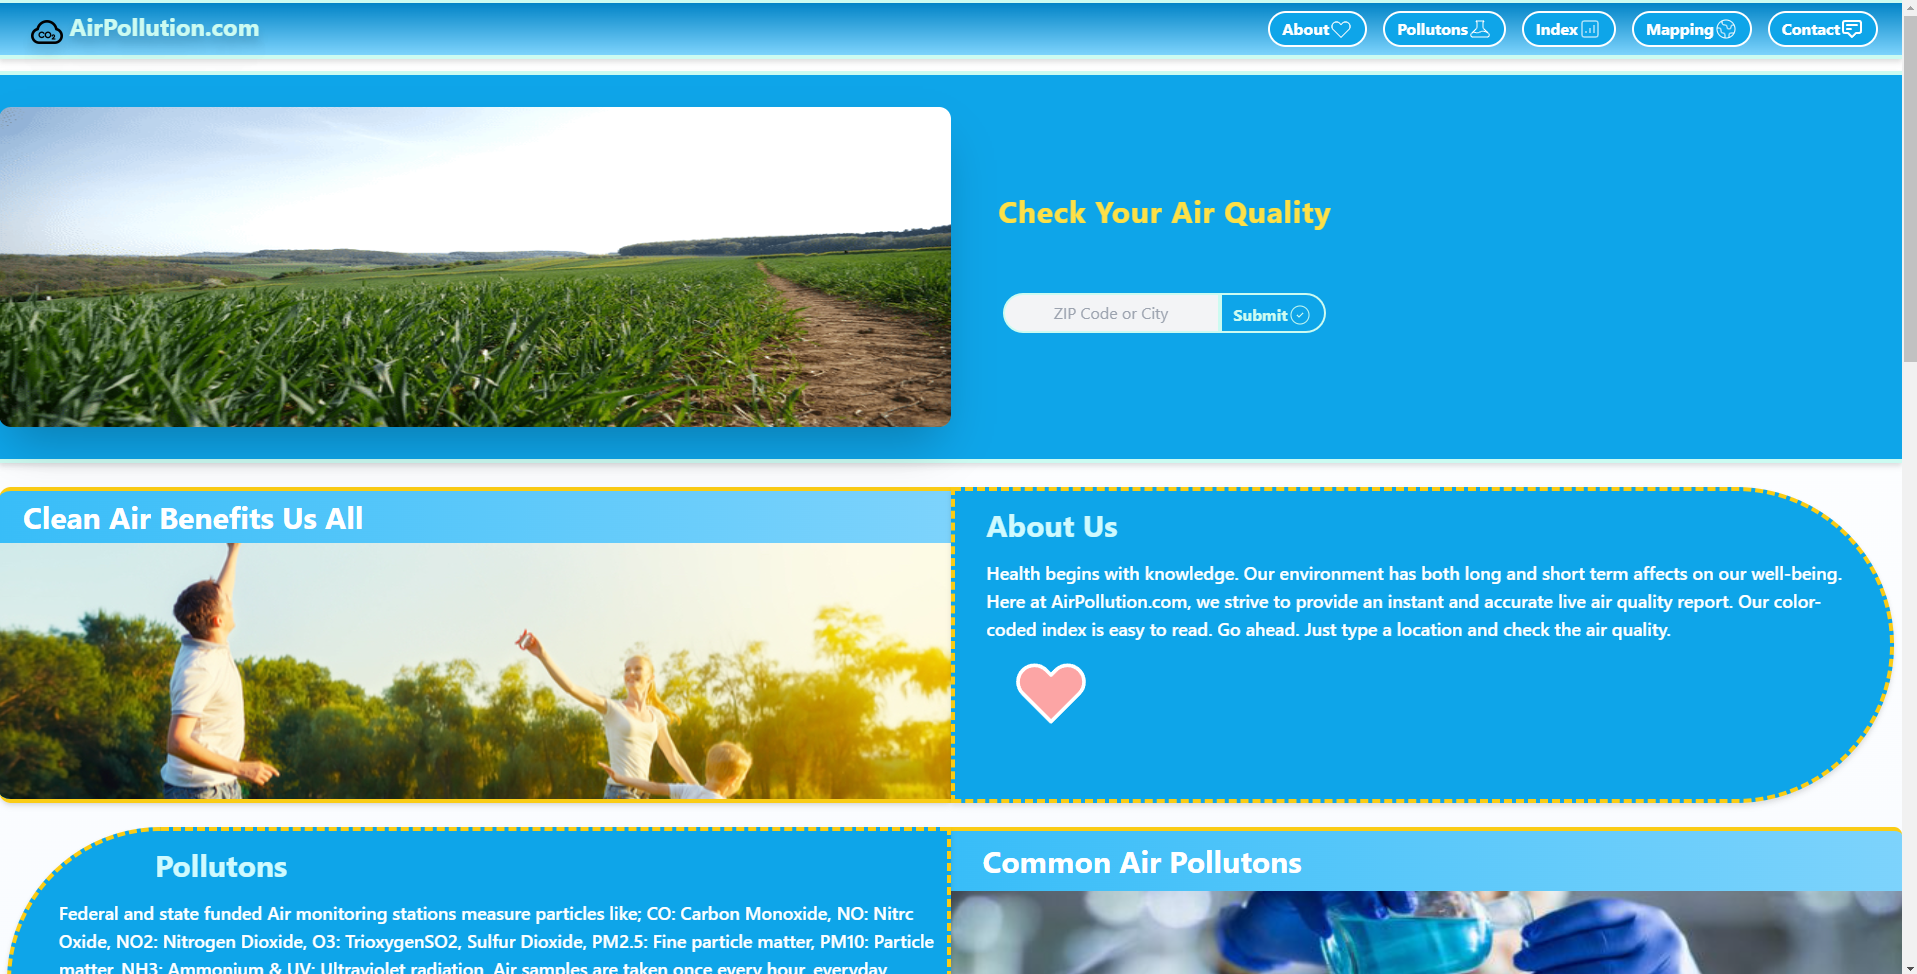 CO2 AirPollution.com
About Pollutons Index Mapping Contact
Check Your Air Quality
ZIP Code or City Submit
Clean Air Benefits Us All
About Us
Health begins with knowledge. Our environment has both long and short term affects on our well-being.
Here at AirPollution.com, we strive to provide an instant and accurate live air quality report. Our color-
coded index is easy to read. Go ahead. Just type a location and check the air quality.
Pollutons
Federal and state funded Air monitoring stations measure particles like; CO: Carbon Monoxide, NO: Nitrc
Oxide, NO2: Nitrogen Dioxide, O3: TrioxygenSO2, Sulfur Dioxide, PM2.5: Fine particle matter, PM10: Particle
matter, NH3: Ammonium & UV: Ultraviolet radiation. Air samples are taken once every hour, everyday
Common Air Pollutons